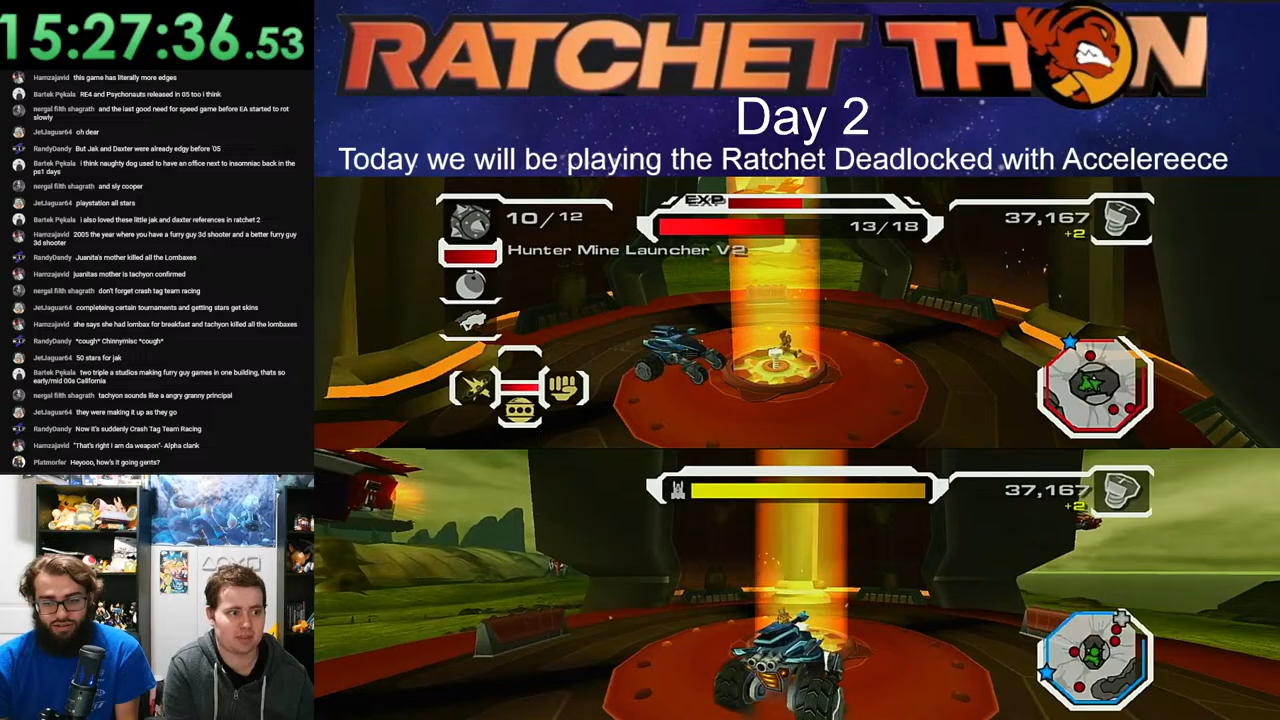 15:27:36.53
RATCHET THON
Day 2
Today we will be playing the Ratchet Deadlocked with Accelereece
Hamzajavid this game has literally more edges
Bartek Pękala RE4 and Psychonauts released in 05 too i think
nergal filth shagrath and the last good need for speed game before EA started to rot
slowly
JetJaguar64 oh dear
RandyDandy But Jak and Daxter were already edgy before '05
Bartek Pękala i think naughty dog used to have an office next to insomniac back in the
ps1 days
nergal filth shagrath and sly cooper
JetJaguar64 playstation all stars
Bartek Pękala i also loved these little jak and daxter references in ratchet 2
Hamzajavid 2005 the year where you have a furry guy 3d shooter and a better furry guy
3d shooter
RandyDandy Juanita's mother killed all the Lombaxes
Hamzajavid juanitas mother is tachyon confirmed
nergal filth shagrath don't forget crash tag team racing
JetJaguar64 completeing certain tournaments and getting stars get skins
Hamzajavid she says she had lombax for breakfast and tachyon killed all the lombaxes
RandyDandy *cough* Chinnymisc *cough*
JetJaguar64 50 stars for jak
Bartek Pękala two triple a studios making furry guy games in one building, thats so
early/mid 00s California
nergal filth shagrath tachyon sounds like a angry granny principal
JetJaguar64 they were making it up as they go
RandyDandy Now it's suddenly Crash Tag Team Racing
Hamzajavid "That's right I am da weapon"- Alpha clank
Platmorfer Heyooo, how's it going gents?
10/12
EXP
13/18
37,167
+2
Hunter Mine Launcher V2
37,167
+2